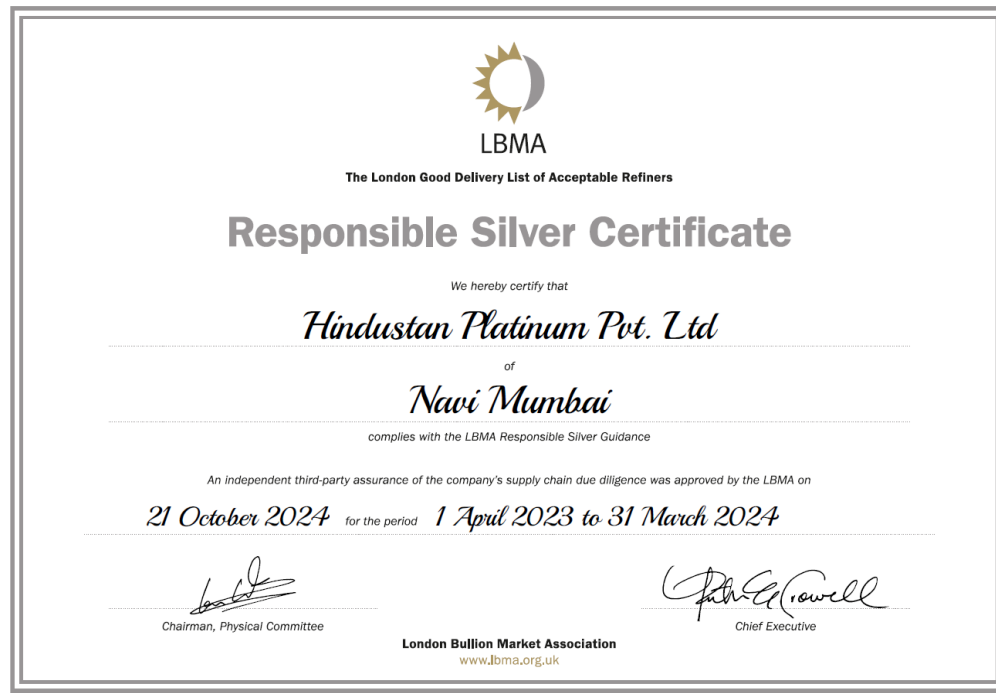 LBMA
The London Good Delivery List of Acceptable Refiners
Responsible Silver Certificate
We hereby certify that
Hindustan Platinum Pvt. Ltd
of
Navi Mumbai
complies with the LBMA Responsible Silver Guidance
An independent third-party assurance of the company's supply chain due diligence was approved by the LBMA on
21 October 2024 for the period 1 April 2023 to 31 March 2024
Chairman, Physical Committee
Chief Executive
London Bullion Market Association
www.lbma.org.uk